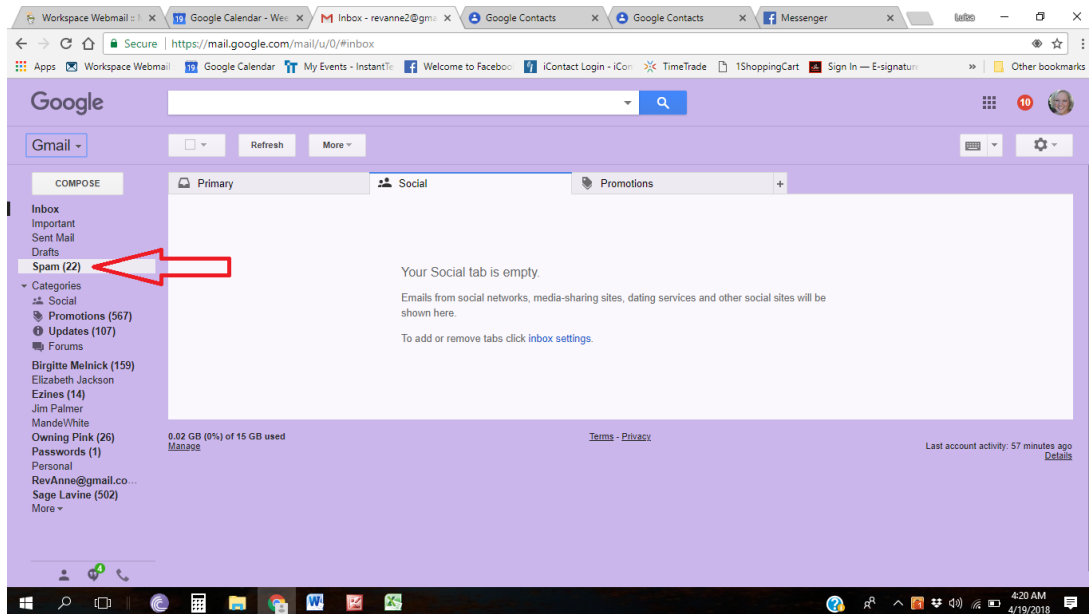 Workspace Webmail ::
19 Google Calendar - Wee
Inbox - revanne2@gma
Google Contacts
Google Contacts
Messenger
Secure | https://mail.google.com/mail/u/0/#inbox
Apps
Workspace Webmail
19 Google Calendar
My Events - InstantTe
Welcome to Faceboo
iContact Login - iCon
TimeTrade
1ShoppingCart
Sign In — E-signatur
»
Other bookmarks
Google
10
Gmail
Refresh
More
COMPOSE
Primary
Social
Promotions
+
Inbox
Important
Sent Mail
Drafts
Spam (22)
Categories
Social
Promotions (567)
Updates (107)
Forums
Birgitte Melnick (159)
Elizabeth Jackson
Ezines (14)
Jim Palmer
MandeWhite
Owning Pink (26)
Passwords (1)
Personal
RevAnne@gmail.co...
Sage Lavine (502)
More
Your Social tab is empty.
Emails from social networks, media-sharing sites, dating services and other social sites will be
shown here.
To add or remove tabs click inbox settings.
0.02 GB (0%) of 15 GB used
Manage
Terms - Privacy
Last account activity: 57 minutes ago
Details
4
4:20 AM
4/19/2018